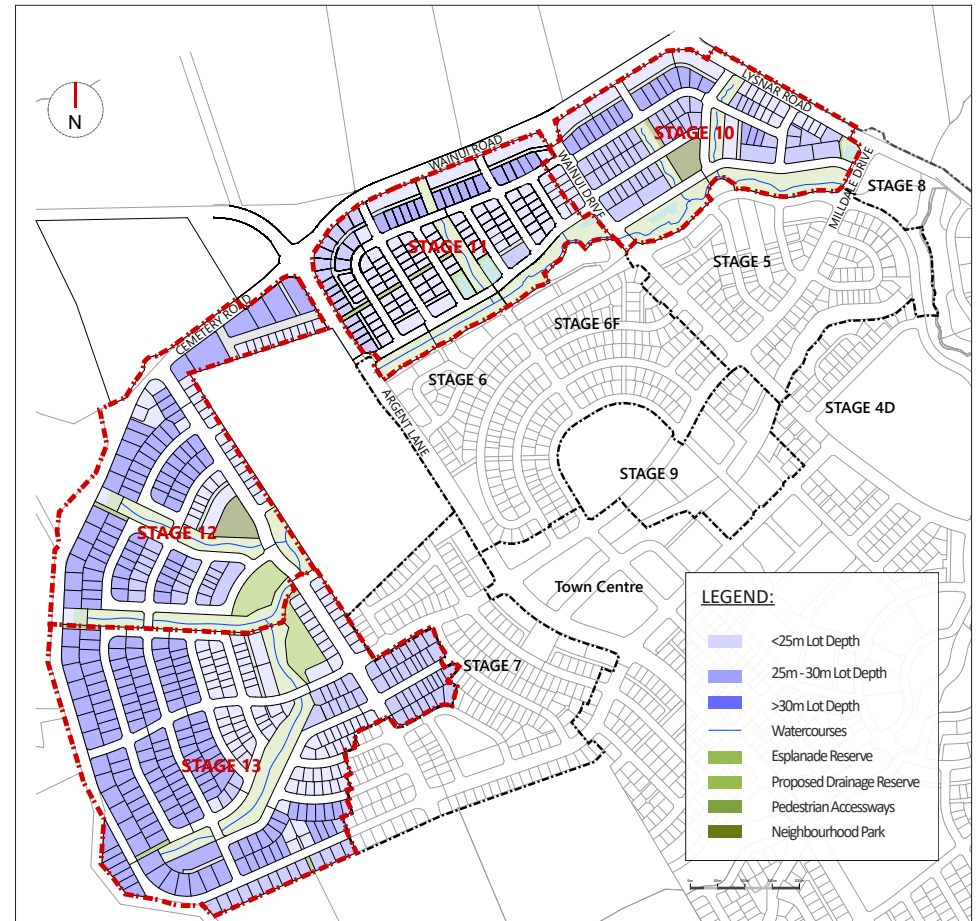 N
LYSNAR ROAD
STAGE 10
WAINUI ROAD
WAINUI DRIVE
MILLDALE DRIVE
STAGE 8
STAGE 11
STAGE 5
CEMETERY ROAD
STAGE 6F
STAGE 6
ARGENT LANE
STAGE 4D
STAGE 9
STAGE 12
Town Centre
STAGE 7
STAGE 13
LEGEND:
<25m Lot Depth
25m - 30m Lot Depth
>30m Lot Depth
Watercourses
Esplanade Reserve
Proposed Drainage Reserve
Pedestrian Accessways
Neighbourhood Park